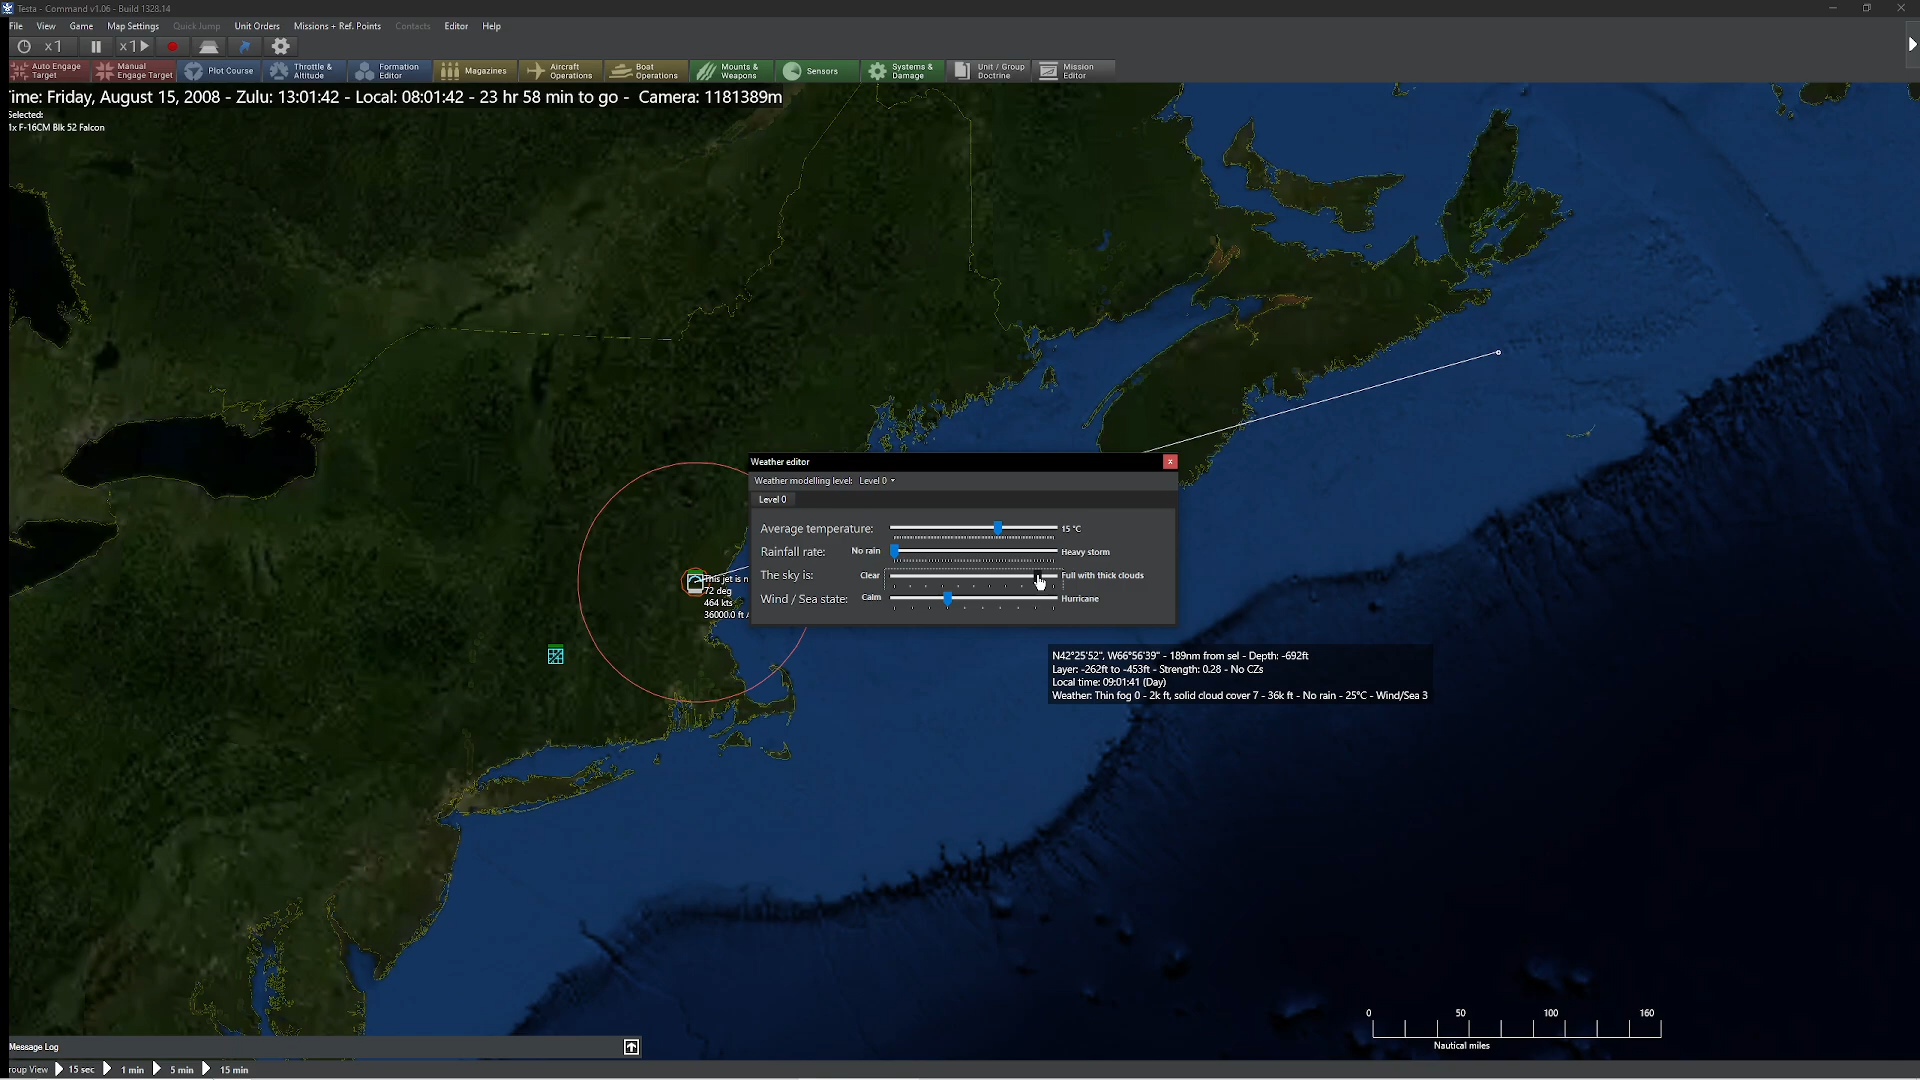 Testa - Command v1.06 - Build 1328.14
File View Game Map Settings Quick Jump Unit Orders Missions + Ref. Points Contacts Editor Help
x1 x1
Auto Engage Target
Manual Engage Target
Plot Course
Throttle & Altitude
Formation Editor
Magazines
Aircraft Operations
Boat Operations
Mounts & Weapons
Sensors
Systems & Damage
Unit / Group Doctrine
Mission Editor
ime: Friday, August 15, 2008 - Zulu: 13:01:42 - Local: 08:01:42 - 23 hr 58 min to go - Camera: 1181389m
Selected:
1x F-16CM Blk 52 Falcon
Weather editor
Weather modelling level: Level 0
Level 0
Average temperature: 15 °C
Rainfall rate: No rain Heavy storm
The sky is: Clear Full with thick clouds
Wind / Sea state: Calm Hurricane
This jet is n
72 deg
464 kts
36000.0 ft A
N42°25'52", W66°56'39" - 189nm from sel - Depth: -692ft
Layer: -262ft to -453ft - Strength: 0.28 - No CZs
Local time: 09:01:41 (Day)
Weather: Thin fog 0 - 2k ft, solid cloud cover 7 - 36k ft - No rain - 25°C - Wind/Sea 3
0 50 100 160
Nautical miles
Message Log
roup View 15 sec 1 min 5 min 15 min